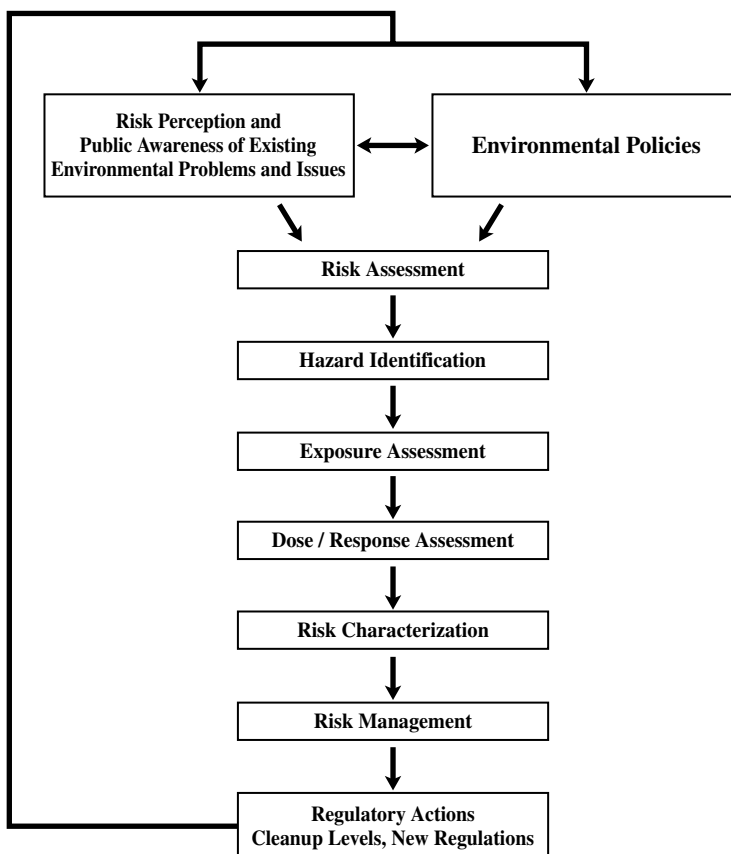 Risk Perception and
Public Awareness of Existing
Environmental Problems and Issues
Environmental Policies
Risk Assessment
Hazard Identification
Exposure Assessment
Dose / Response Assessment
Risk Characterization
Risk Management
Regulatory Actions
Cleanup Levels, New Regulations